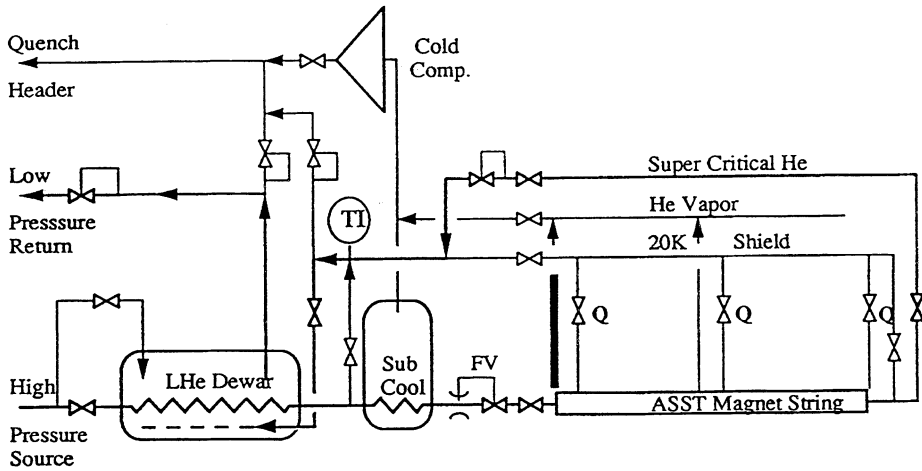 Quench
Header
Cold
Comp.
Low
Presssure
Return
TI
Super Critical He
He Vapor
20K Shield
Q
Q
Q
High
Pressure
Source
LHe Dewar
Sub
Cool
FV
ASST Magnet String